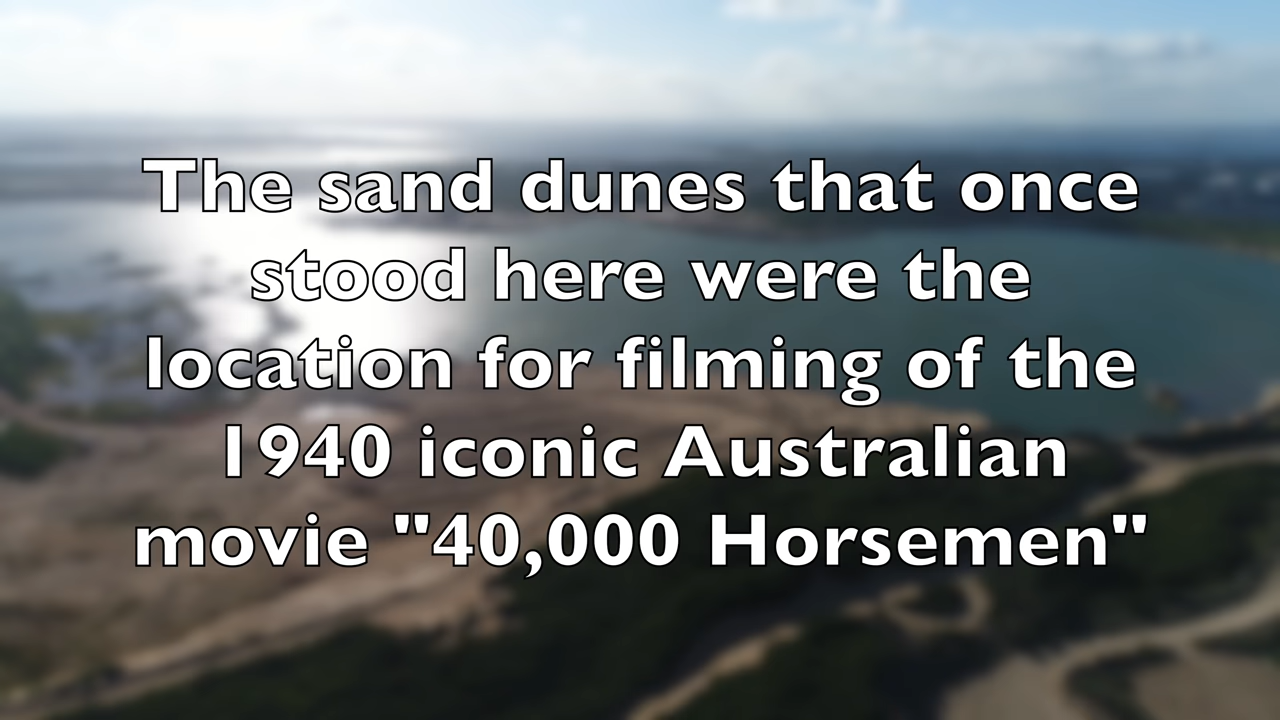 The sand dunes that once
stood here were the
location for filming of the
1940 iconic Australian
movie "40,000 Horsemen"